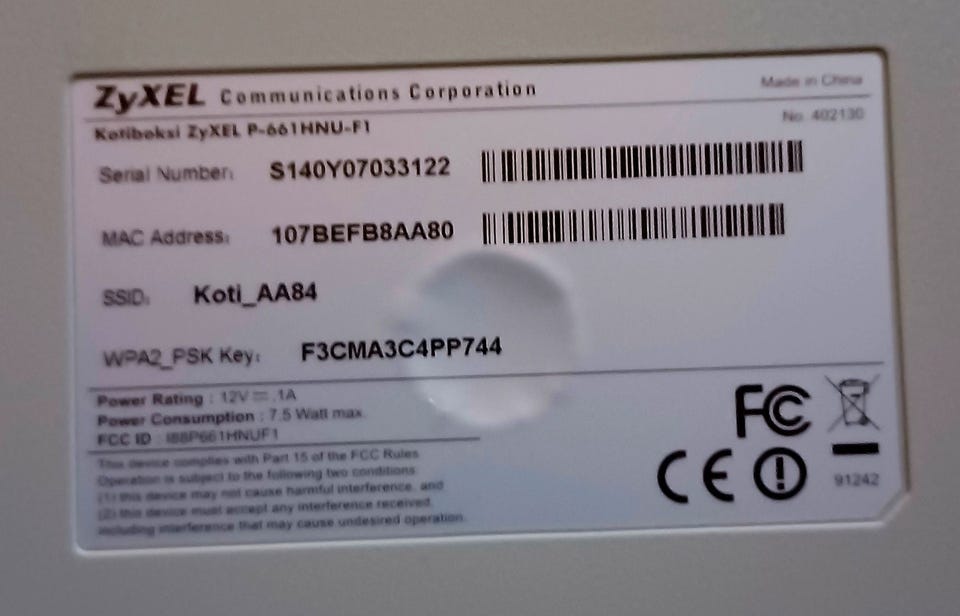 ZyXEL Communications Corporation
Made in China
Kotiboksi ZyXEL P-661HNU-F1
No. 402130
Serial Number: S140Y07033122
MAC Address: 107BEFB8AA80
SSID: Koti_AA84
WPA2_PSK Key: F3CMA3C4PP744
Power Rating : 12V ⎓ 1A
Power Consumption : 7.5 Watt max.
FCC ID : I88P661HNUF1
This device complies with Part 15 of the FCC Rules
Operation is subject to the following two conditions:
(1) this device may not cause harmful interference, and
(2) this device must accept any interference received,
including interference that may cause undesired operation.
FC
CE
91242